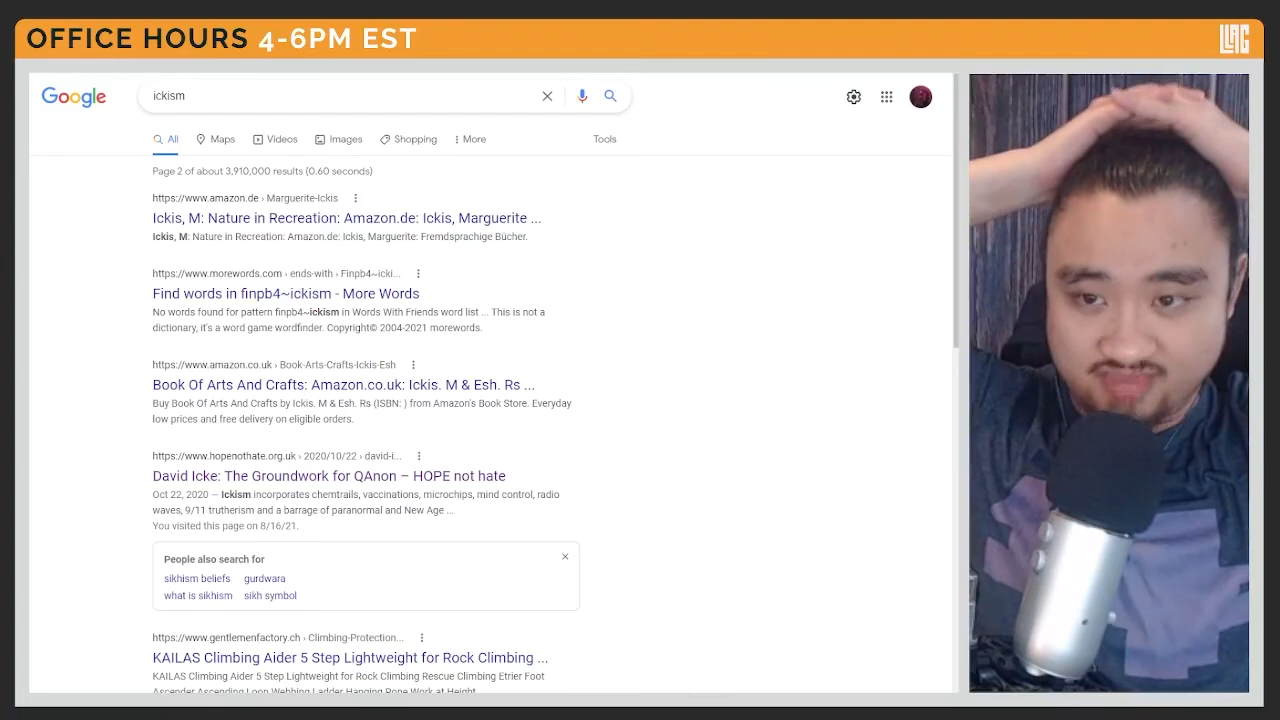 OFFICE HOURS 4-6PM EST
LLAC
Google
ickism
All Maps Videos Images Shopping More Tools
Page 2 of about 3,910,000 results (0.60 seconds)
https://www.amazon.de › Marguerite-Ickis
Ickis, M: Nature in Recreation: Amazon.de: Ickis, Marguerite ...
Ickis, M: Nature in Recreation: Amazon.de: Ickis, Marguerite: Fremdsprachige Bücher.
https://www.morewords.com › ends-with › Finpb4~icki...
Find words in finpb4~ickism - More Words
No words found for pattern finpb4~ickism in Words With Friends word list ... This is not a
dictionary, it's a word game wordfinder. Copyright© 2004-2021 morewords.
https://www.amazon.co.uk › Book-Arts-Crafts-Ickis-Esh
Book Of Arts And Crafts: Amazon.co.uk: Ickis. M & Esh. Rs ...
Buy Book Of Arts And Crafts by Ickis. M & Esh. Rs (ISBN: ) from Amazon's Book Store. Everyday
low prices and free delivery on eligible orders.
https://www.hopenothate.org.uk › 2020/10/22 › david-i...
David Icke: The Groundwork for QAnon – HOPE not hate
Oct 22, 2020 — Ickism incorporates chemtrails, vaccinations, microchips, mind control, radio
waves, 9/11 trutherism and a barrage of paranormal and New Age ...
You visited this page on 8/16/21.
People also search for
sikhism beliefs gurdwara
what is sikhism sikh symbol
https://www.gentlemenfactory.ch › Climbing-Protection...
KAILAS Climbing Aider 5 Step Lightweight for Rock Climbing ...
KAILAS Climbing Aider 5 Step Lightweight for Rock Climbing Rescue Climbing Etrier Foot
Ascender Ascending Loop Webbing Ladder Hanging Rope Work at Height